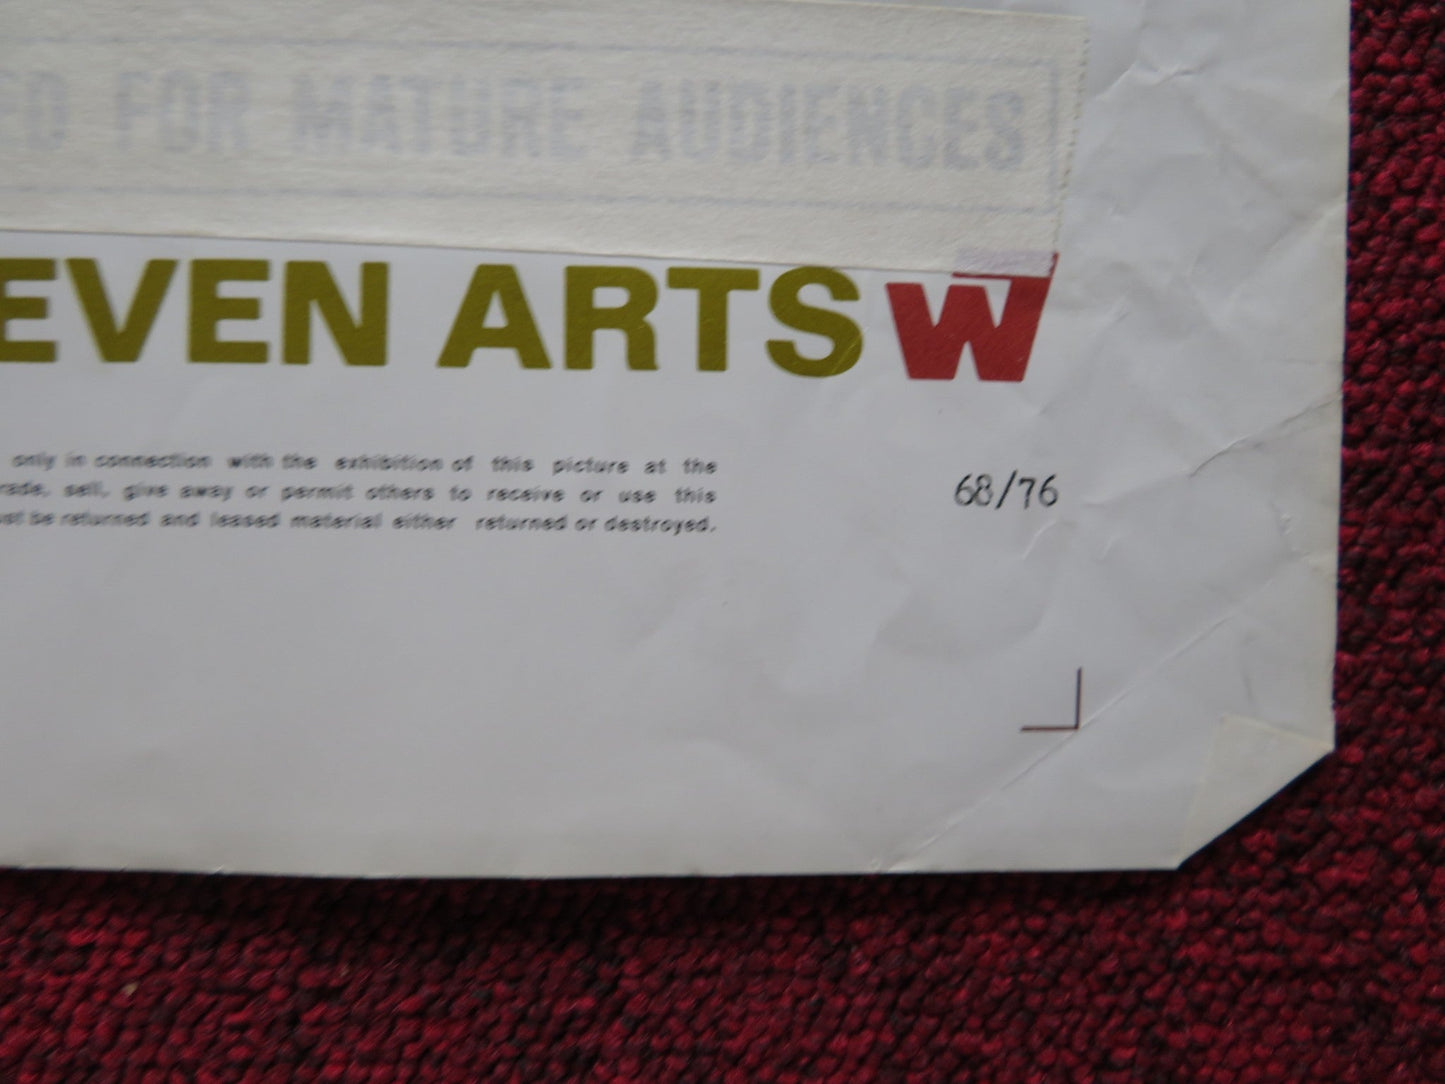 FOR MATURE AUDIENCES
EVEN ARTS W
only in connection with the exhibition of this picture at the
rade, sell, give away or permit others to receive or use this
be returned and leased material either returned or destroyed.
68/76